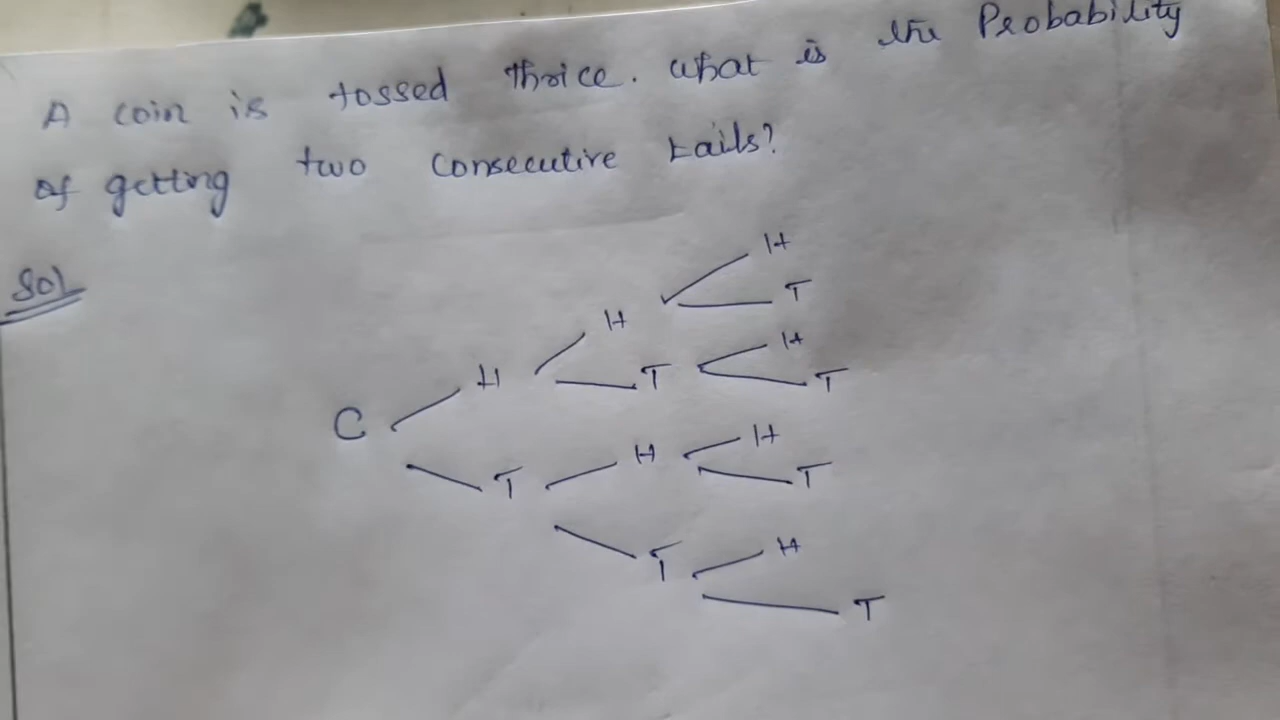 A coin is tossed thrice. What is the Probability
of getting two consecutive tails?
Sol
H
T
H
H
T
H
T
C
H
T
H
T
T
H
T
T